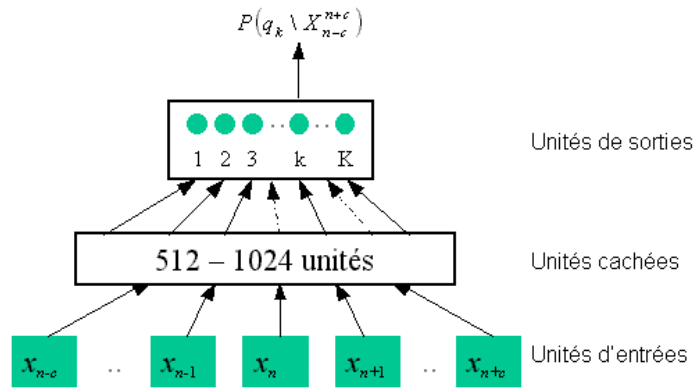 P(q_k \ X_{n-c}^{n+c})
1 2 3 ·· k ·· K
Unités de sorties
512 – 1024 unités
Unités cachées
x_{n-c} ·· x_{n-1} x_n x_{n+1} ·· x_{n+c}
Unités d'entrées